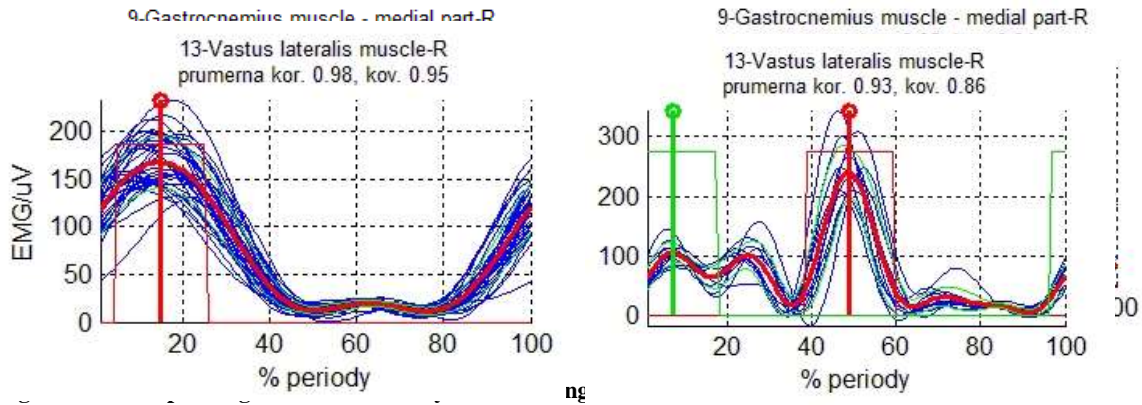 9-Gastrocnemius muscle - medial part-R
13-Vastus lateralis muscle-R
prumerna kor. 0.98, kov. 0.95
EMG/uV
200
150
100
50
0
20 40 60 80 100
% periody
9-Gastrocnemius muscle - medial part-R
13-Vastus lateralis muscle-R
prumerna kor. 0.93, kov. 0.86
300
200
100
0
20 40 60 80 100
% periody
00
ng